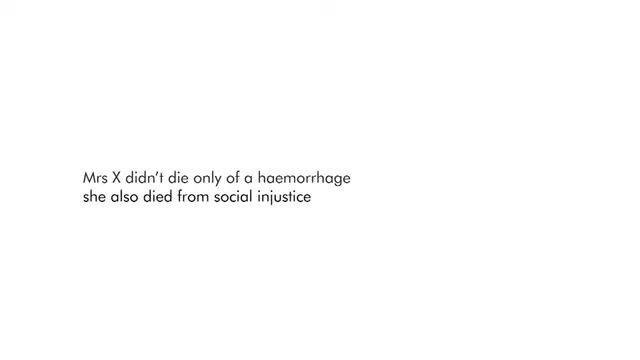 Mrs X didn't die only of a haemorrhage
she also died from social injustice